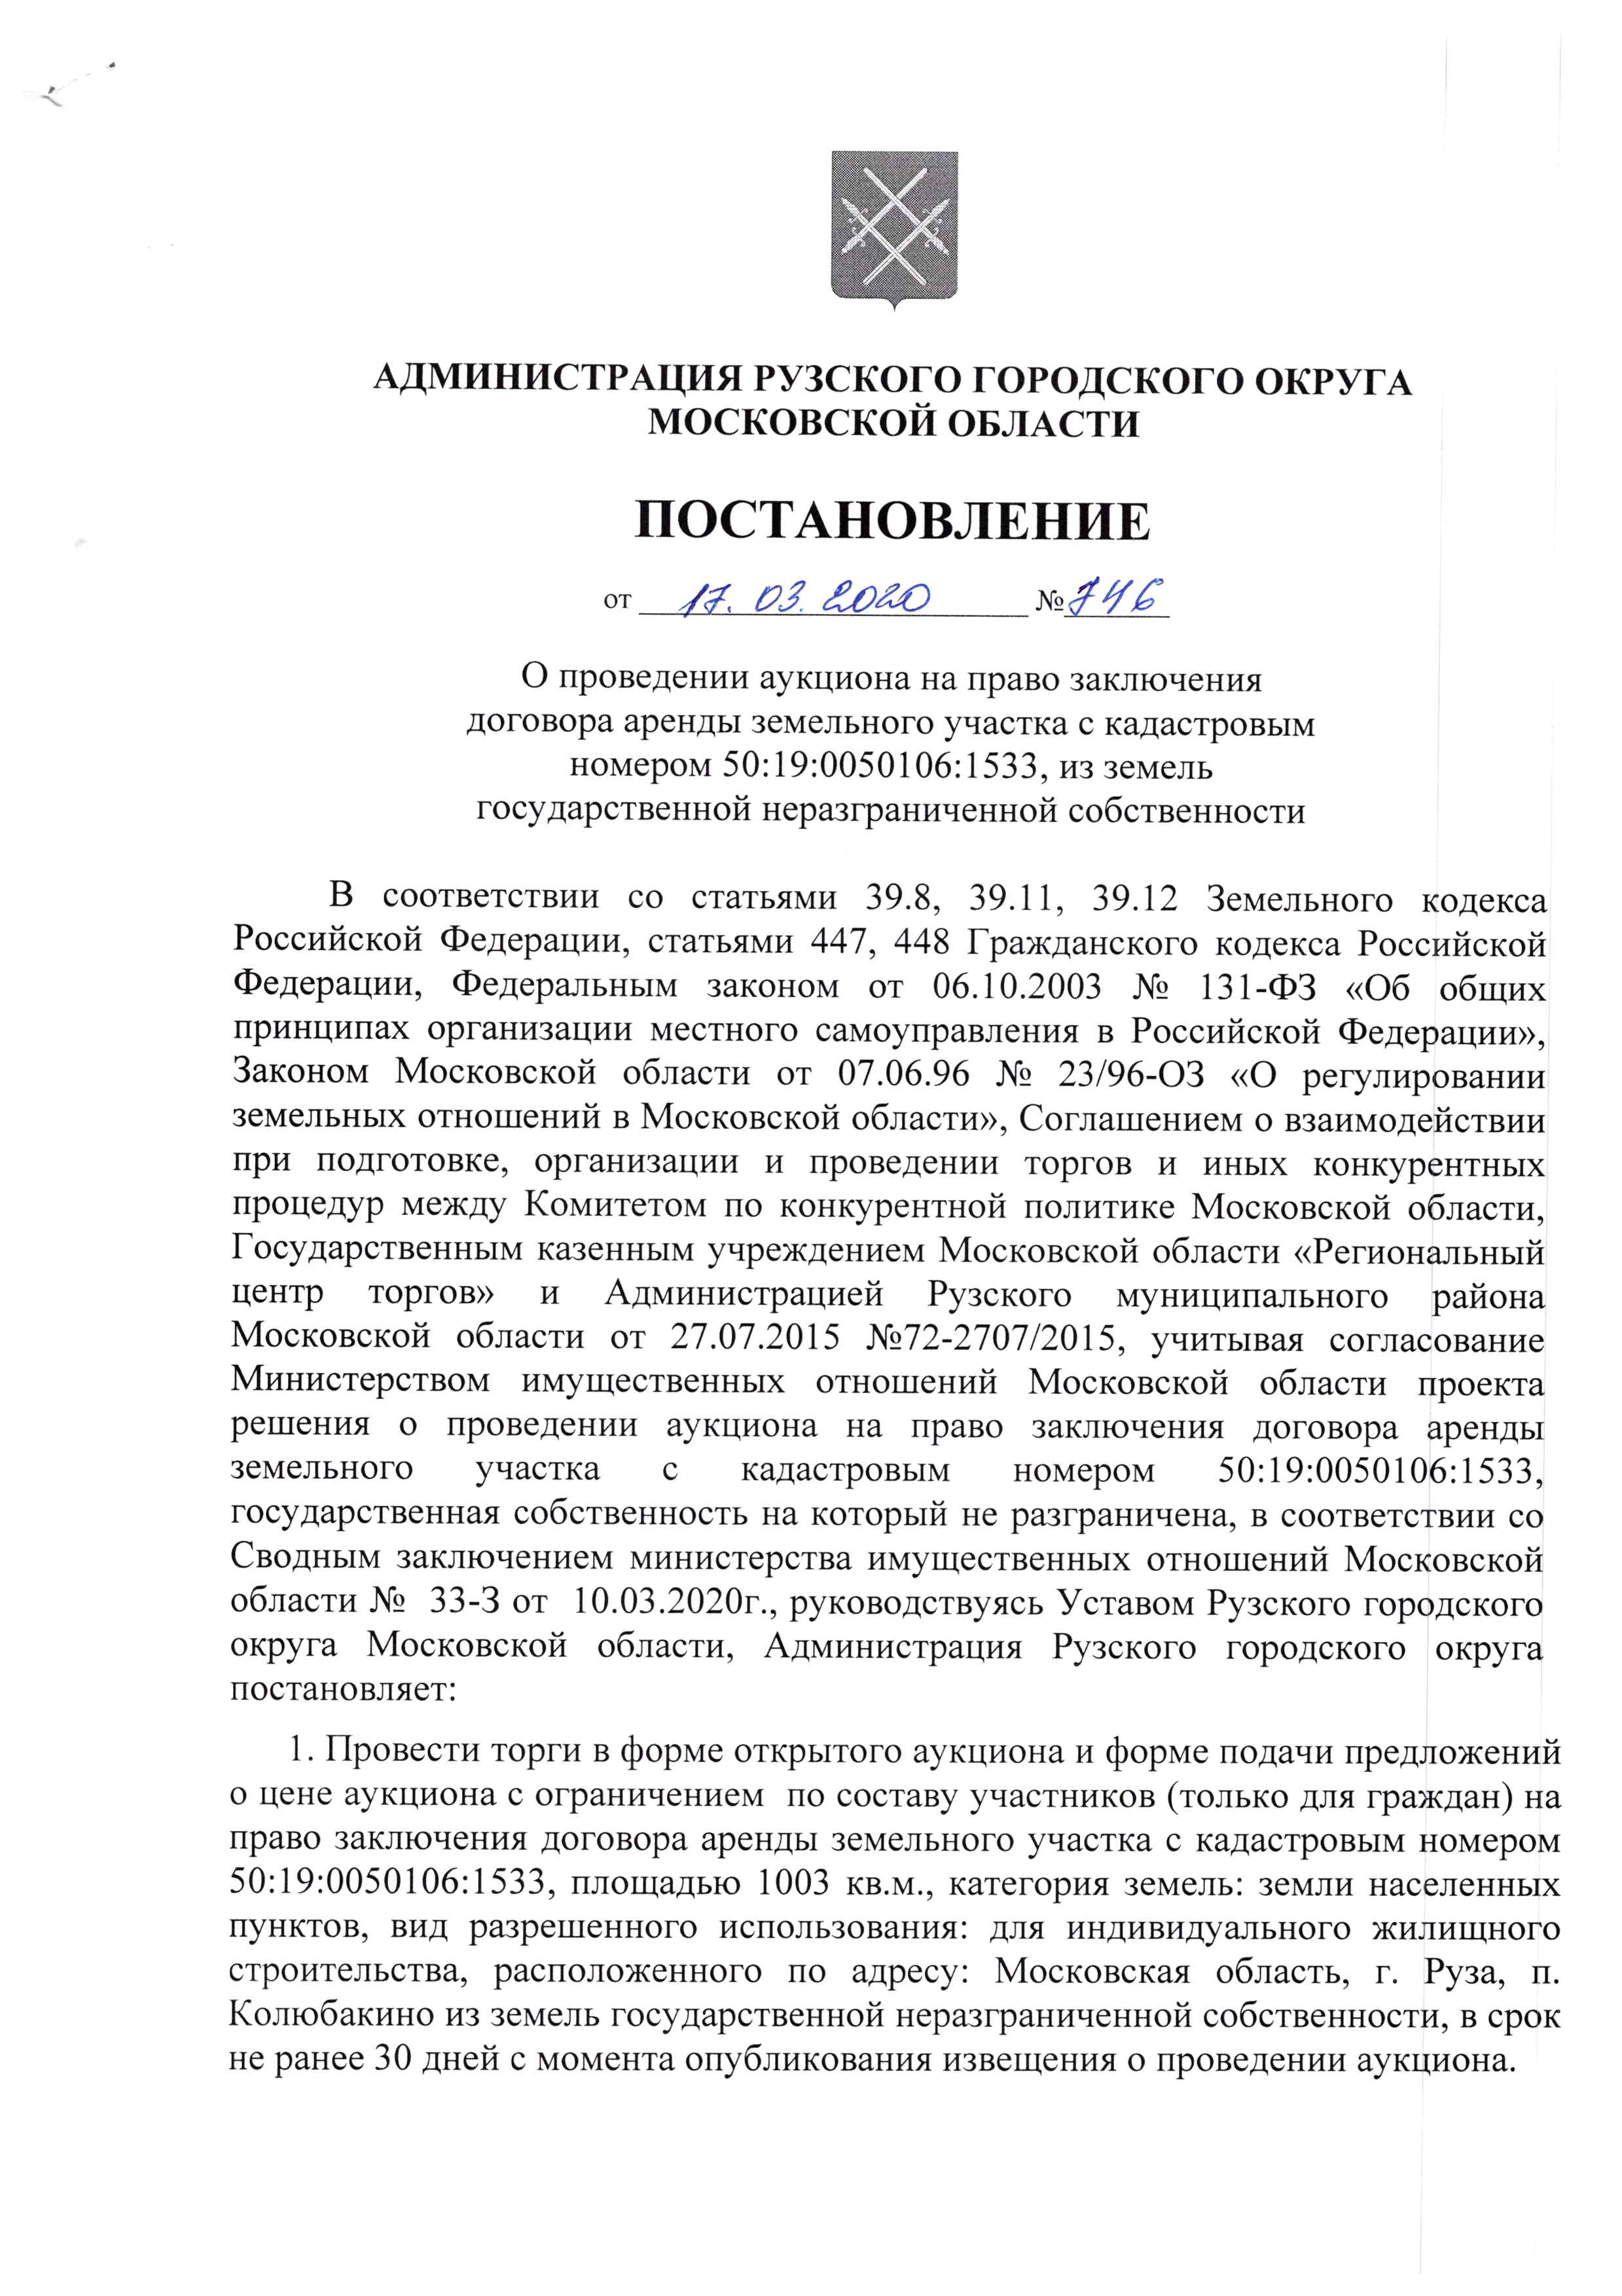 АДМИНИСТРАЦИЯ РУЗСКОГО ГОРОДСКОГО ОКРУГА
МОСКОВСКОЙ ОБЛАСТИ
ПОСТАНОВЛЕНИЕ
от 17.03.2020 № 746
О проведении аукциона на право заключения
договора аренды земельного участка с кадастровым
номером 50:19:0050106:1533, из земель
государственной неразграниченной собственности
В соответствии со статьями 39.8, 39.11, 39.12 Земельного кодекса
Российской Федерации, статьями 447, 448 Гражданского кодекса Российской
Федерации, Федеральным законом от 06.10.2003 № 131-ФЗ «Об общих
принципах организации местного самоуправления в Российской Федерации»,
Законом Московской области от 07.06.96 № 23/96-ОЗ «О регулировании
земельных отношений в Московской области», Соглашением о взаимодействии
при подготовке, организации и проведении торгов и иных конкурентных
процедур между Комитетом по конкурентной политике Московской области,
Государственным казенным учреждением Московской области «Региональный
центр торгов» и Администрацией Рузского муниципального района
Московской области от 27.07.2015 №72-2707/2015, учитывая согласование
Министерством имущественных отношений Московской области проекта
решения о проведении аукциона на право заключения договора аренды
земельного участка с кадастровым номером 50:19:0050106:1533,
государственная собственность на который не разграничена, в соответствии со
Сводным заключением министерства имущественных отношений Московской
области № 33-З от 10.03.2020г., руководствуясь Уставом Рузского городского
округа Московской области, Администрация Рузского городского округа
постановляет:
1. Провести торги в форме открытого аукциона и форме подачи предложений
о цене аукциона с ограничением по составу участников (только для граждан) на
право заключения договора аренды земельного участка с кадастровым номером
50:19:0050106:1533, площадью 1003 кв.м., категория земель: земли населенных
пунктов, вид разрешенного использования: для индивидуального жилищного
строительства, расположенного по адресу: Московская область, г. Руза, п.
Колюбакино из земель государственной неразграниченной собственности, в срок
не ранее 30 дней с момента опубликования извещения о проведении аукциона.